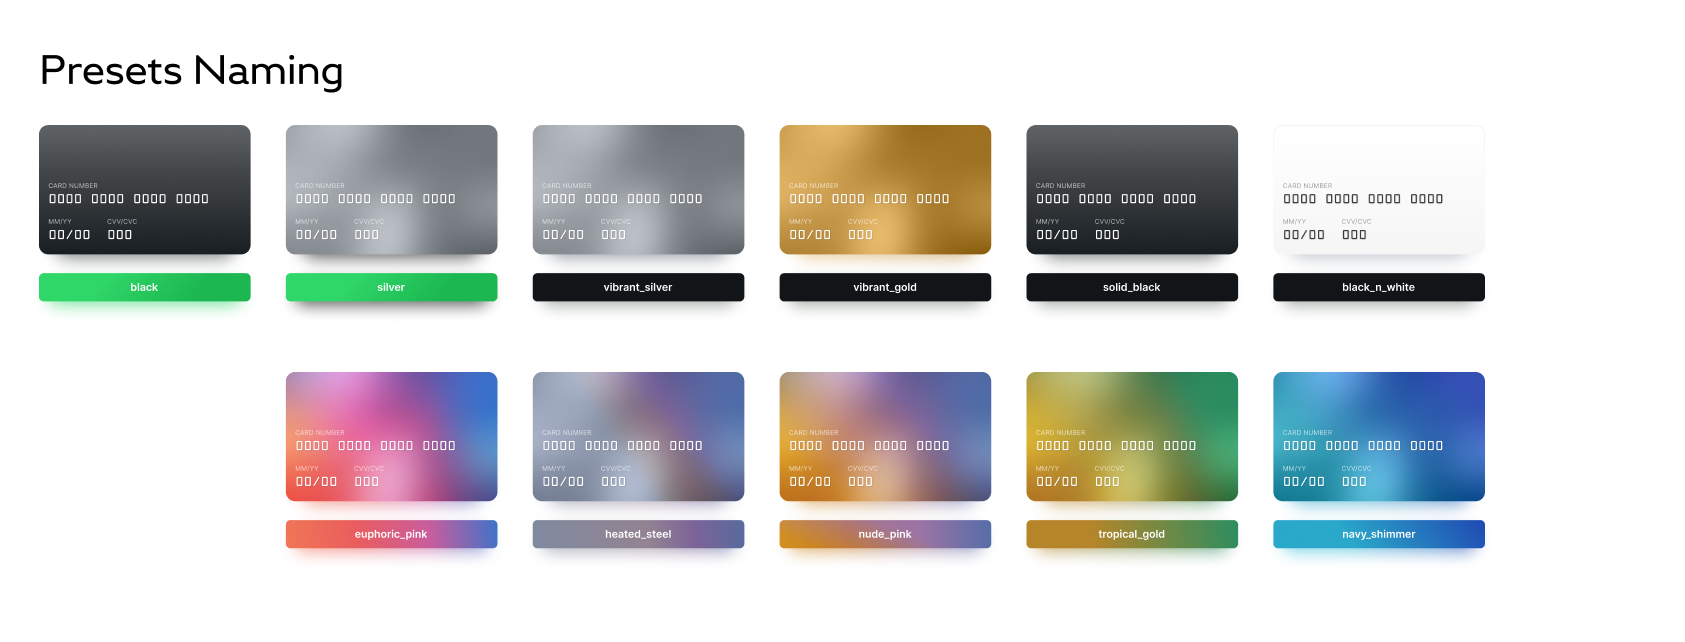 Presets Naming
CARD NUMBER
▯▯▯▯ ▯▯▯▯ ▯▯▯▯ ▯▯▯▯
MM/YY CVV/CVC
▯▯/▯▯ ▯▯▯
black
CARD NUMBER
▯▯▯▯ ▯▯▯▯ ▯▯▯▯ ▯▯▯▯
MM/YY CVV/CVC
▯▯/▯▯ ▯▯▯
silver
CARD NUMBER
▯▯▯▯ ▯▯▯▯ ▯▯▯▯ ▯▯▯▯
MM/YY CVV/CVC
▯▯/▯▯ ▯▯▯
vibrant_silver
CARD NUMBER
▯▯▯▯ ▯▯▯▯ ▯▯▯▯ ▯▯▯▯
MM/YY CVV/CVC
▯▯/▯▯ ▯▯▯
vibrant_gold
CARD NUMBER
▯▯▯▯ ▯▯▯▯ ▯▯▯▯ ▯▯▯▯
MM/YY CVV/CVC
▯▯/▯▯ ▯▯▯
solid_black
CARD NUMBER
▯▯▯▯ ▯▯▯▯ ▯▯▯▯ ▯▯▯▯
MM/YY CVV/CVC
▯▯/▯▯ ▯▯▯
black_n_white
CARD NUMBER
▯▯▯▯ ▯▯▯▯ ▯▯▯▯ ▯▯▯▯
MM/YY CVV/CVC
▯▯/▯▯ ▯▯▯
euphoric_pink
CARD NUMBER
▯▯▯▯ ▯▯▯▯ ▯▯▯▯ ▯▯▯▯
MM/YY CVV/CVC
▯▯/▯▯ ▯▯▯
heated_steel
CARD NUMBER
▯▯▯▯ ▯▯▯▯ ▯▯▯▯ ▯▯▯▯
MM/YY CVV/CVC
▯▯/▯▯ ▯▯▯
nude_pink
CARD NUMBER
▯▯▯▯ ▯▯▯▯ ▯▯▯▯ ▯▯▯▯
MM/YY CVV/CVC
▯▯/▯▯ ▯▯▯
tropical_gold
CARD NUMBER
▯▯▯▯ ▯▯▯▯ ▯▯▯▯ ▯▯▯▯
MM/YY CVV/CVC
▯▯/▯▯ ▯▯▯
navy_shimmer